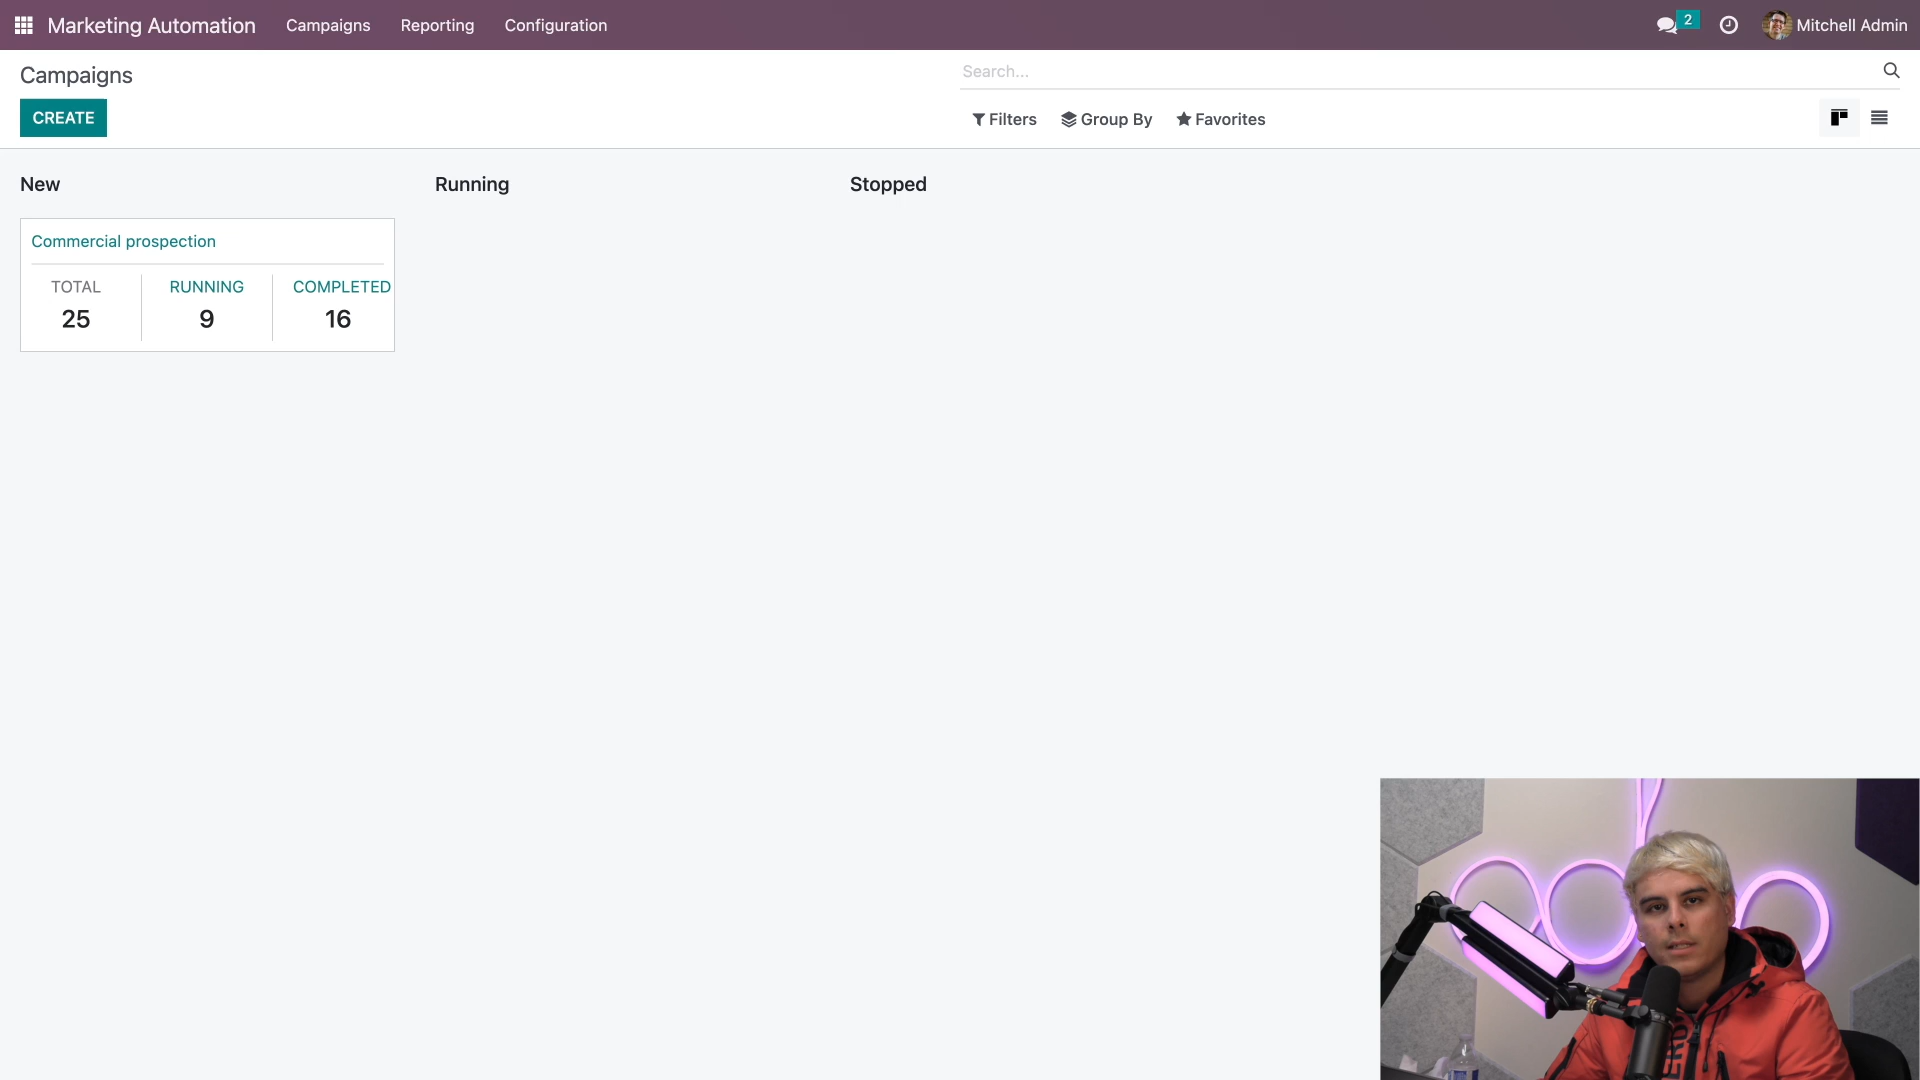 Marketing Automation Campaigns Reporting Configuration 2 Mitchell Admin
Campaigns
Search...
CREATE
Filters Group By Favorites
New Running Stopped
Commercial prospection
TOTAL RUNNING COMPLETED
25 9 16
odoo